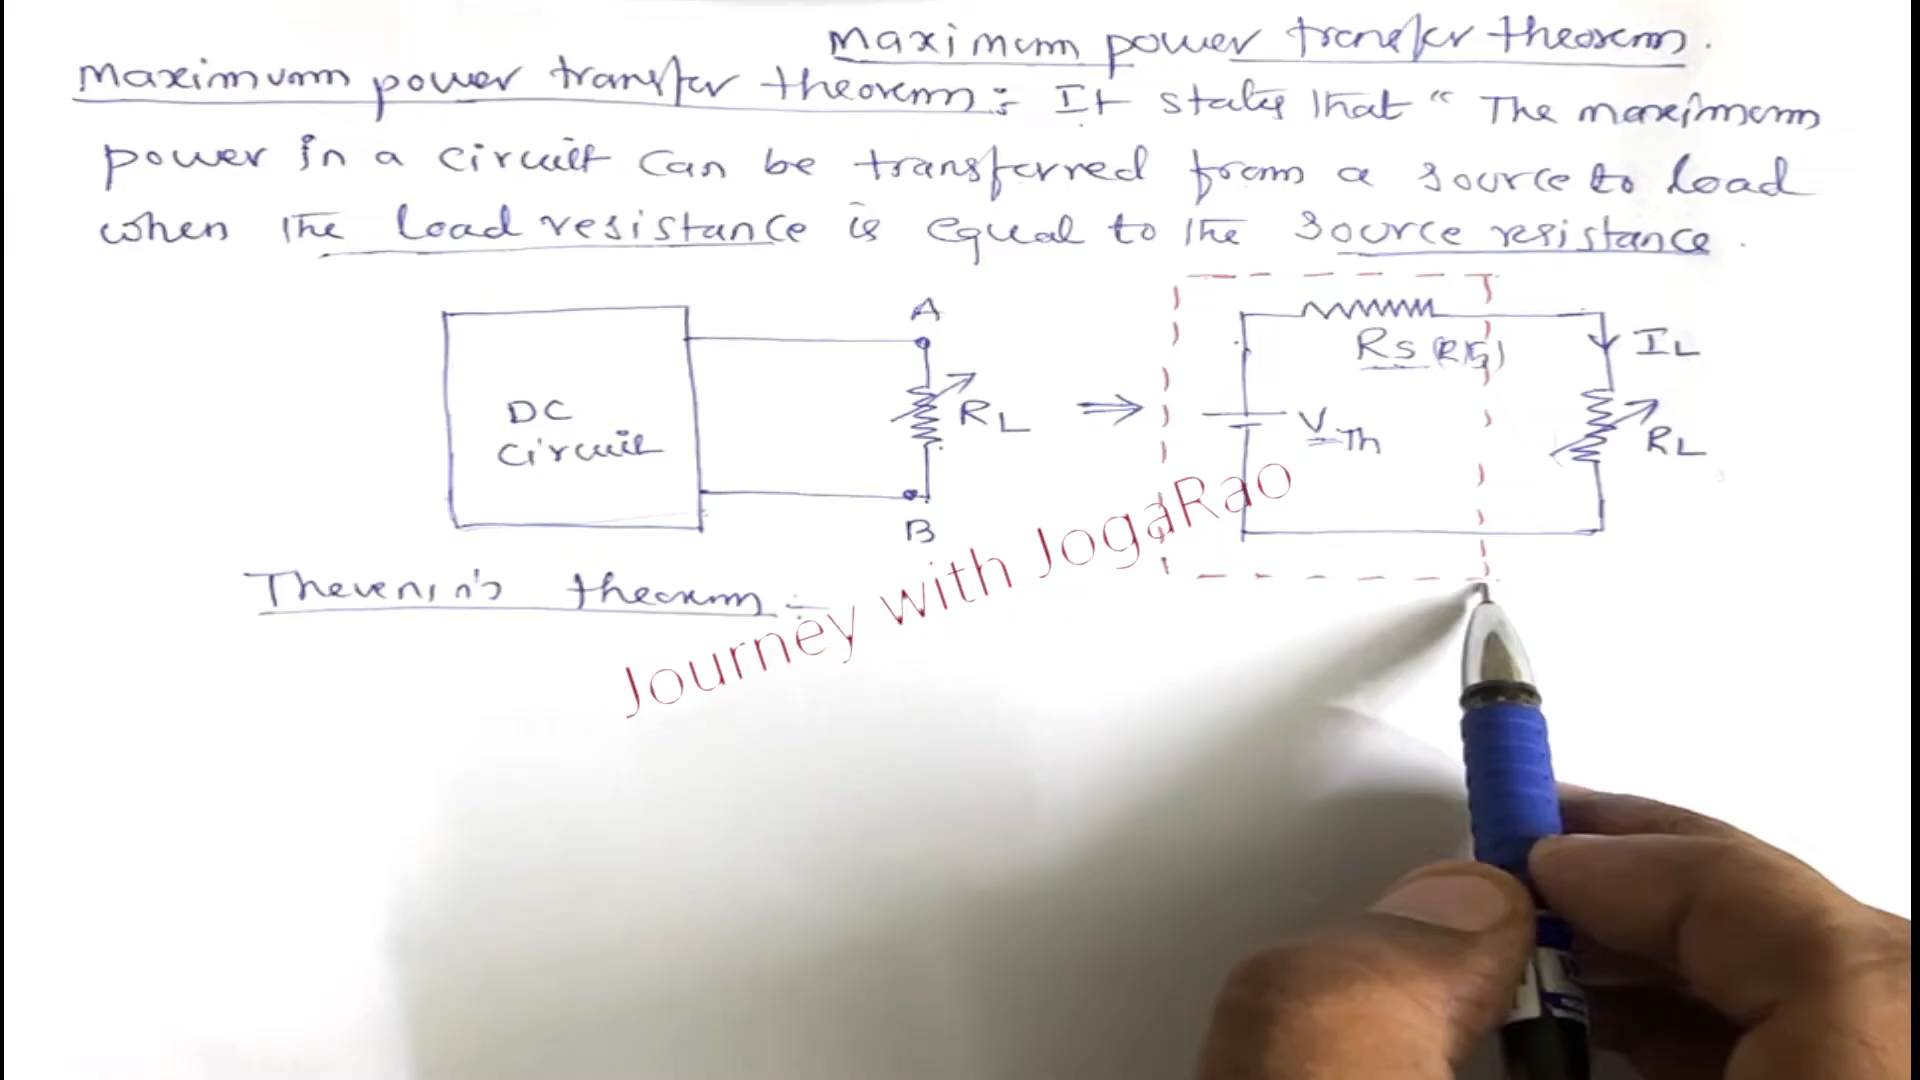 Maximum power transfer theorem.
Maximum power transfer theorem :- It states that " The maximum
power in a circuit can be transferred from a source to load
when the load resistance is equal to the source resistance.
A
DC
Circuit
RL
B
Rs
IL
VTh
RL
Thevenin's theorem :-
Journey with JogaRao